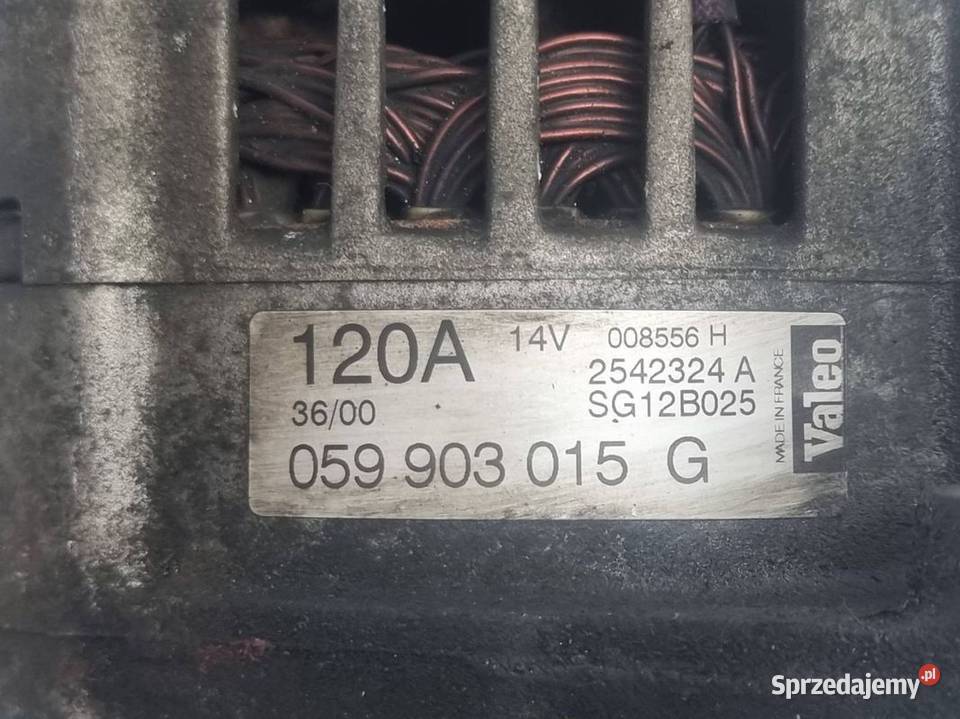 120A 14V 008556 H
2542324 A
36/00 SG12B025
059 903 015 G
MADE IN FRANCE
Valeo
Sprzedajemy.pl